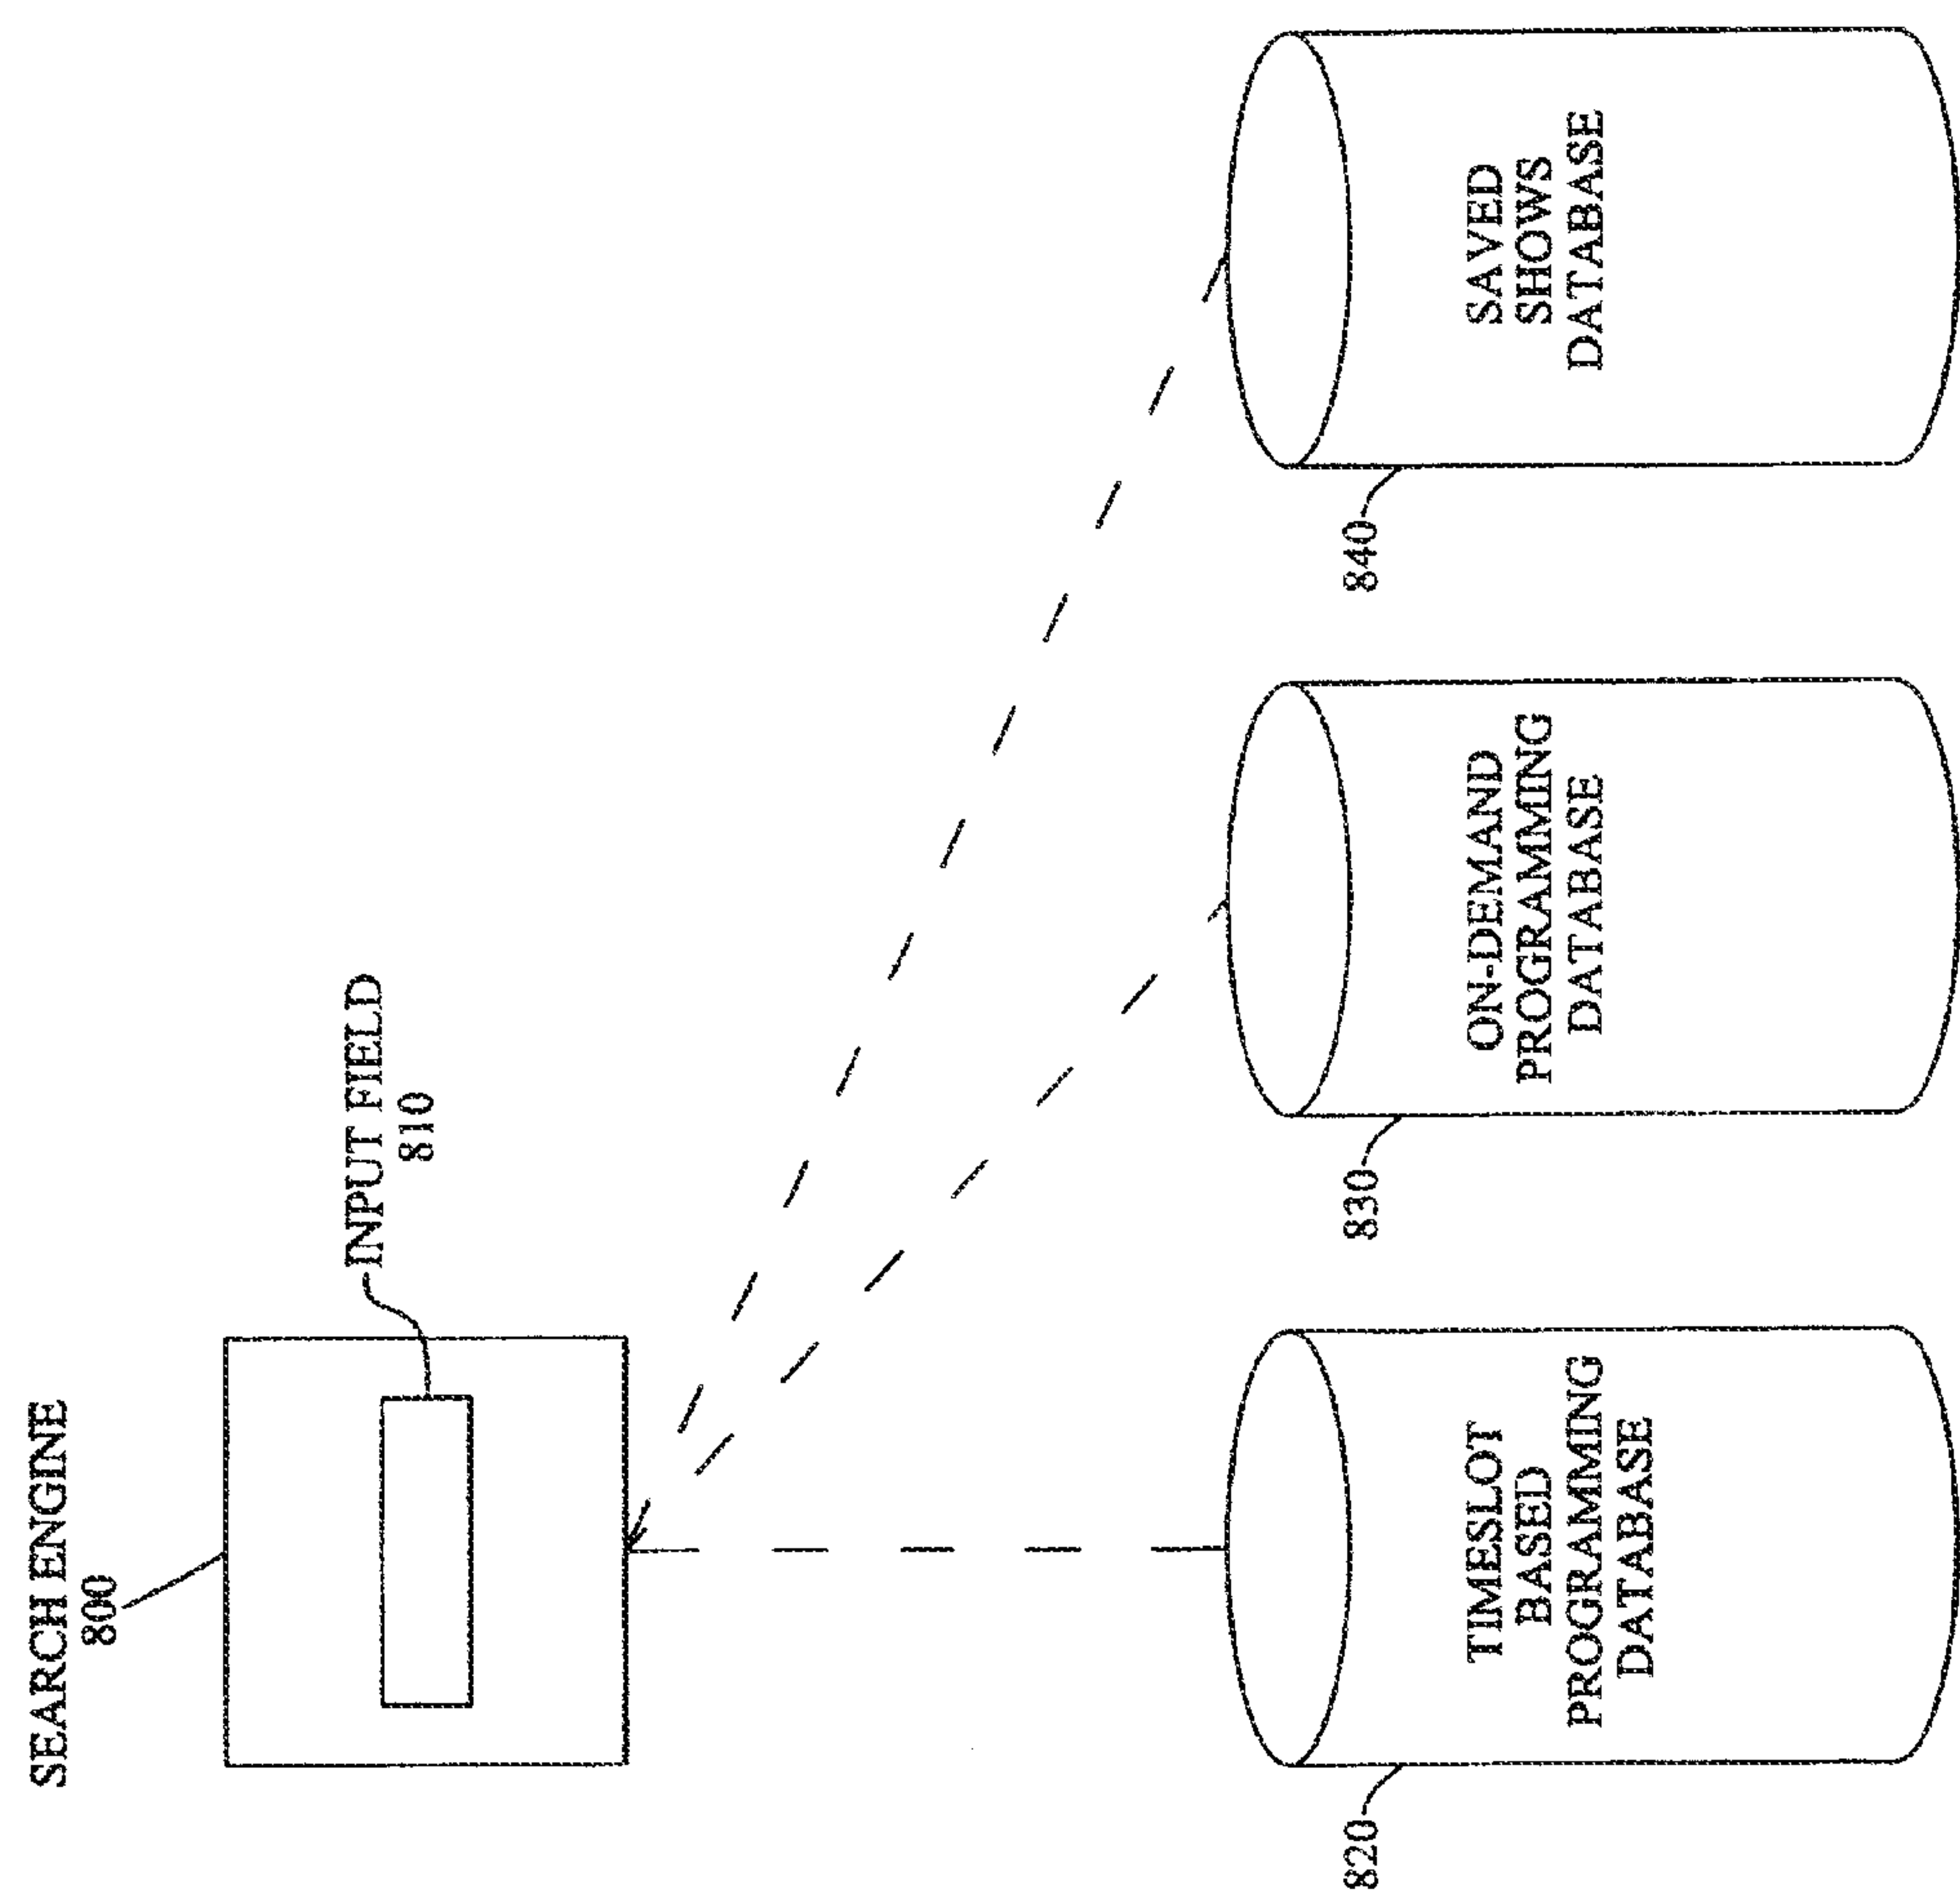 SEARCH ENGINE
800
INPUT FIELD
810
820
TIMESLOT
BASED
PROGRAMMING
DATABASE
830
ON-DEMAND
PROGRAMMING
DATABASE
840
SAVED
SHOWS
DATABASE